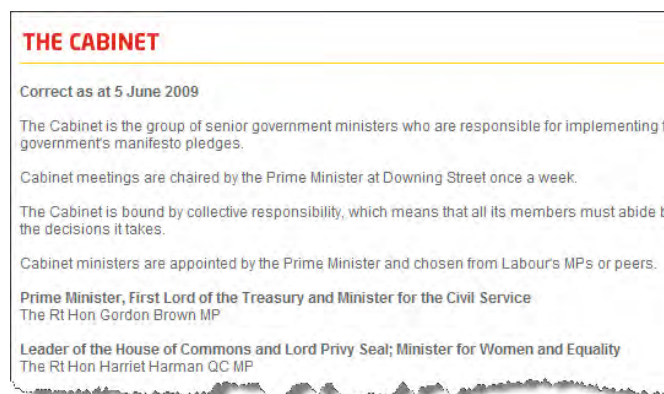 THE CABINET
Correct as at 5 June 2009
The Cabinet is the group of senior government ministers who are responsible for implementing
government's manifesto pledges.
Cabinet meetings are chaired by the Prime Minister at Downing Street once a week.
The Cabinet is bound by collective responsibility, which means that all its members must abide
the decisions it takes.
Cabinet ministers are appointed by the Prime Minister and chosen from Labour's MPs or peers.
Prime Minister, First Lord of the Treasury and Minister for the Civil Service
The Rt Hon Gordon Brown MP
Leader of the House of Commons and Lord Privy Seal; Minister for Women and Equality
The Rt Hon Harriet Harman QC MP